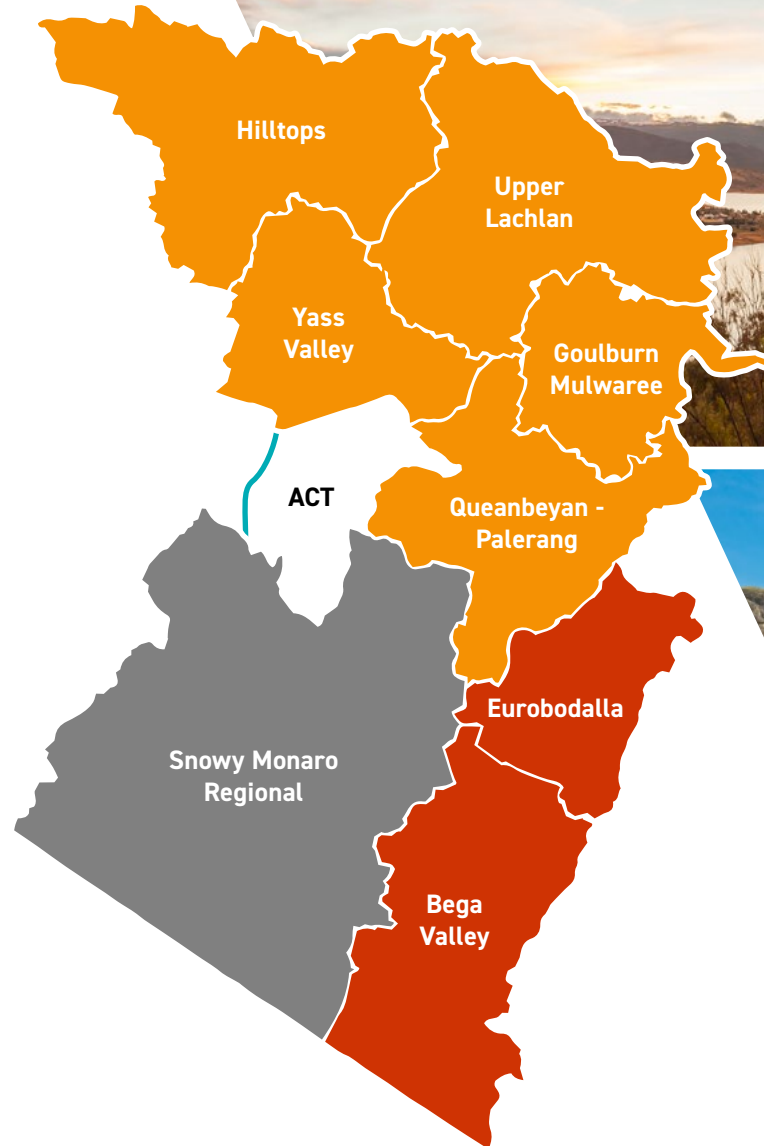 Hilltops
Upper
Lachlan
Yass
Valley
Goulburn
Mulwaree
ACT
Queanbeyan -
Palerang
Eurobodalla
Snowy Monaro
Regional
Bega
Valley